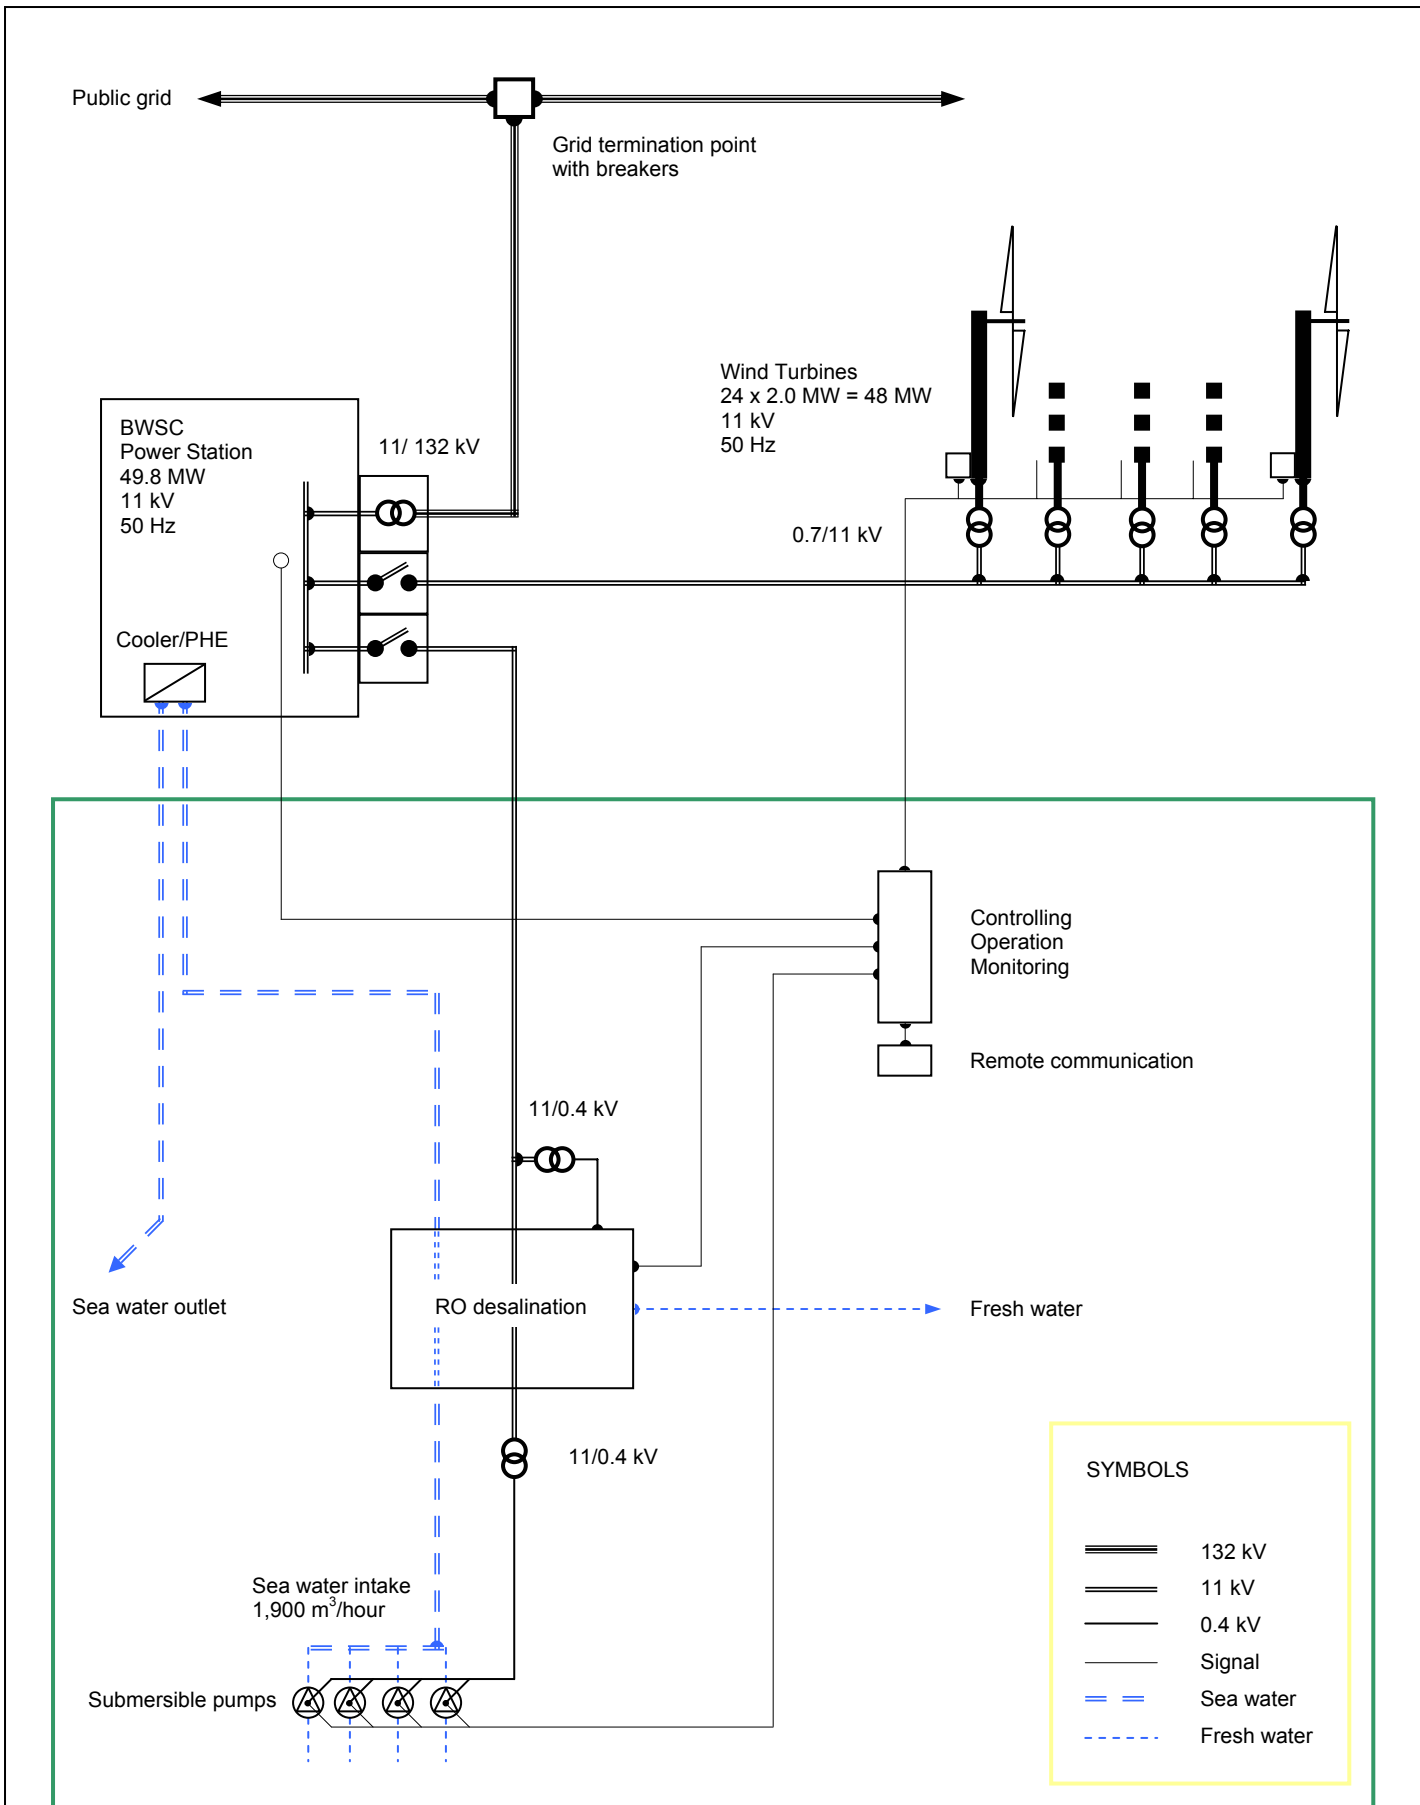 Public grid
Grid termination point
with breakers
Wind Turbines
24 x 2.0 MW = 48 MW
11 kV
50 Hz
BWSC
Power Station
49.8 MW
11 kV
50 Hz
11/ 132 kV
0.7/11 kV
Cooler/PHE
Controlling
Operation
Monitoring
Remote communication
11/0.4 kV
Sea water outlet
RO desalination
Fresh water
11/0.4 kV
SYMBOLS
132 kV
11 kV
0.4 kV
Signal
Sea water
Fresh water
Sea water intake
1,900 m³/hour
Submersible pumps